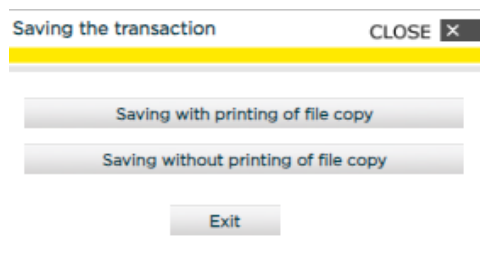 Saving the transaction CLOSE X
Saving with printing of file copy
Saving without printing of file copy
Exit